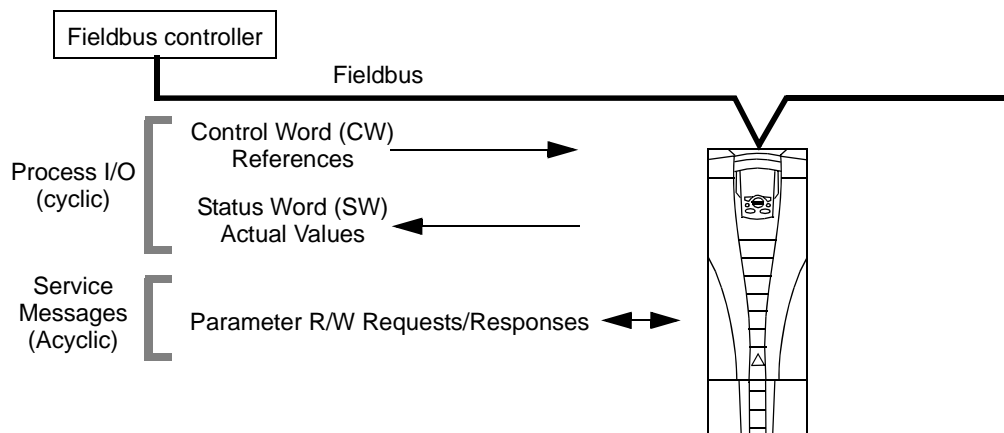 Fieldbus controller
Fieldbus
Process I/O
(cyclic)
Control Word (CW)
References
Status Word (SW)
Actual Values
Service
Messages
(Acyclic)
Parameter R/W Requests/Responses